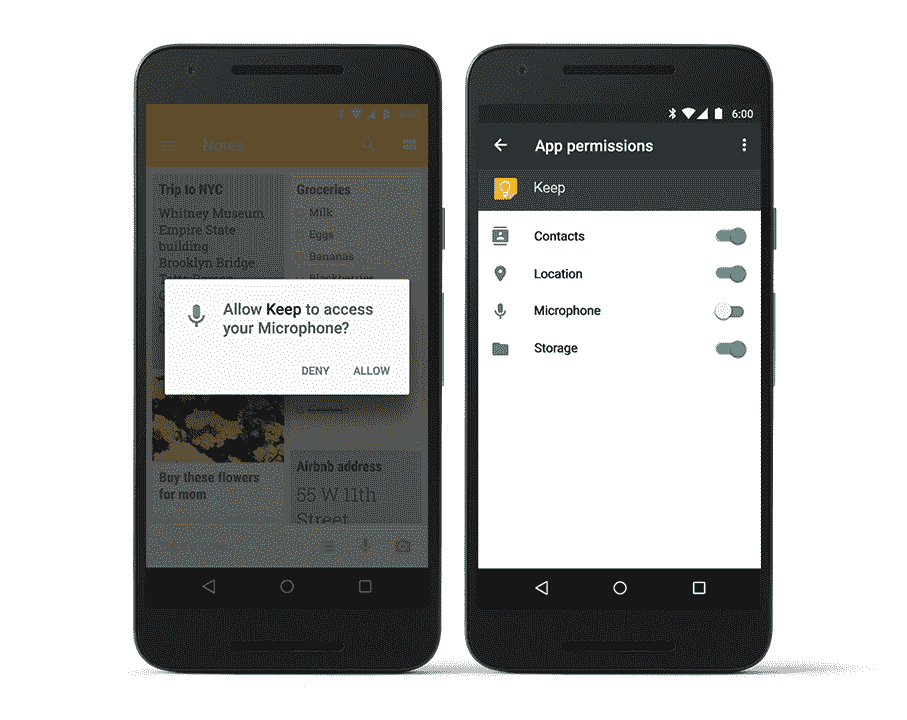 6:00
Notes
Trip to NYC
Whitney Museum
Empire State
building
Brooklyn Bridge
Groceries
Milk
Eggs
Bananas
Blackberries
Allow Keep to access
your Microphone?
DENY
ALLOW
Buy these flowers
for mom
Airbnb address
55 W 11th
Street
6:00
App permissions
Keep
Contacts
Location
Microphone
Storage